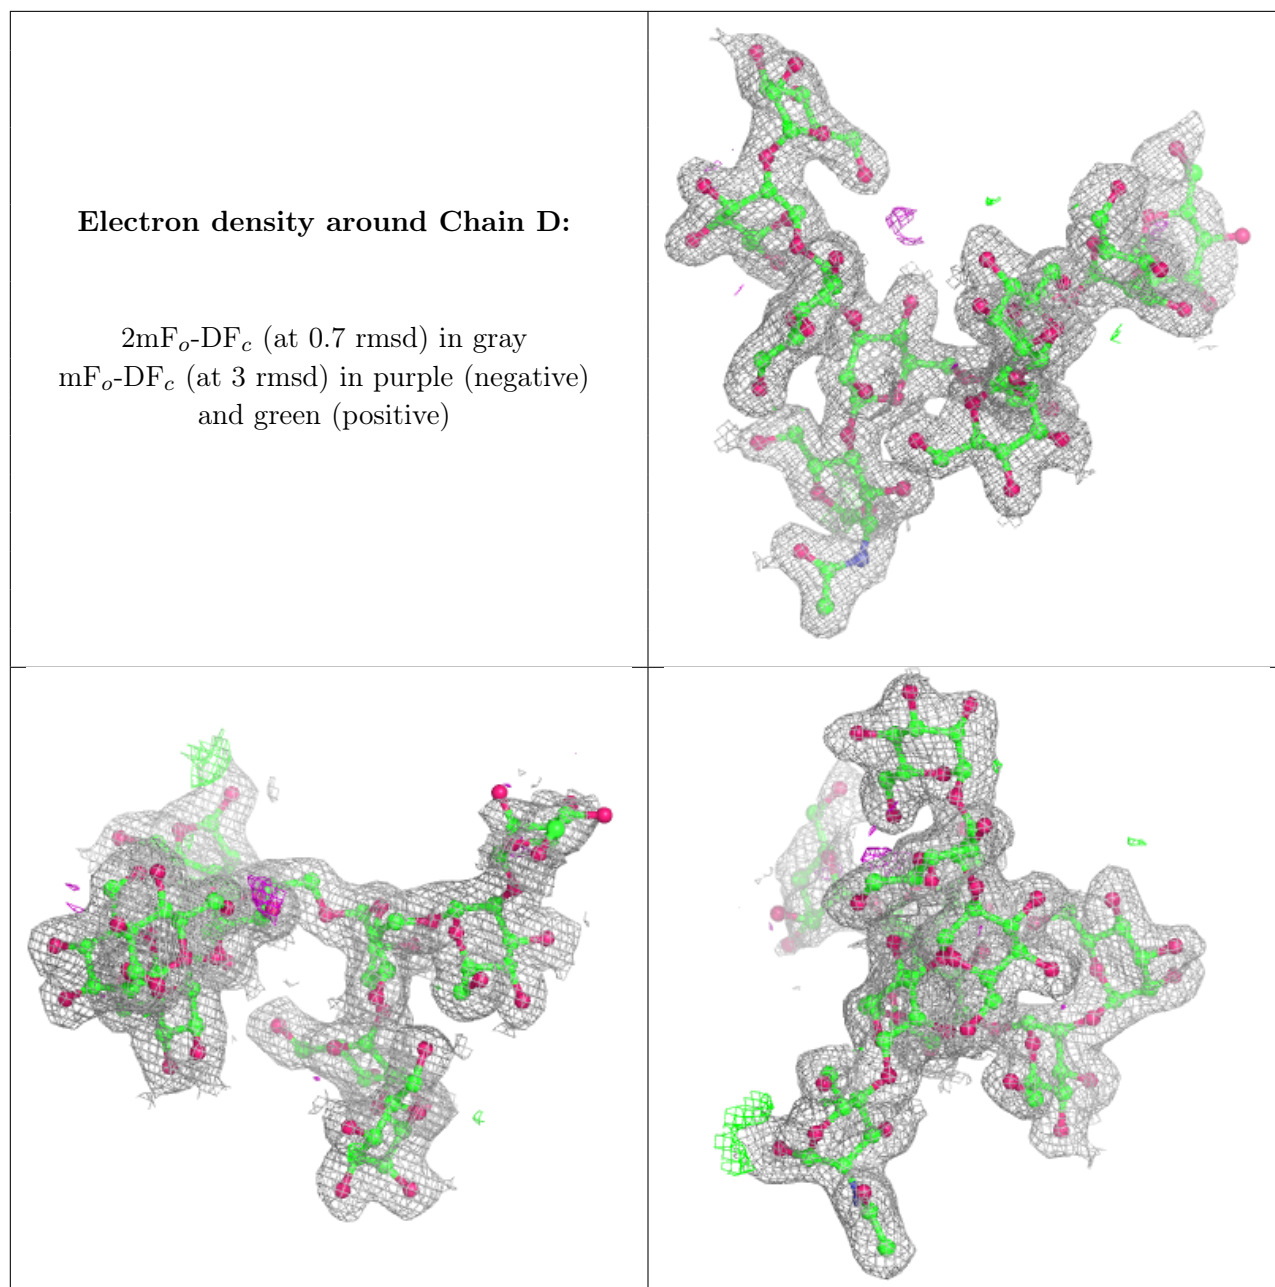 Electron density around Chain D:
2mFₒ-DF𝒸 (at 0.7 rmsd) in gray
mFₒ-DF𝒸 (at 3 rmsd) in purple (negative)
and green (positive)